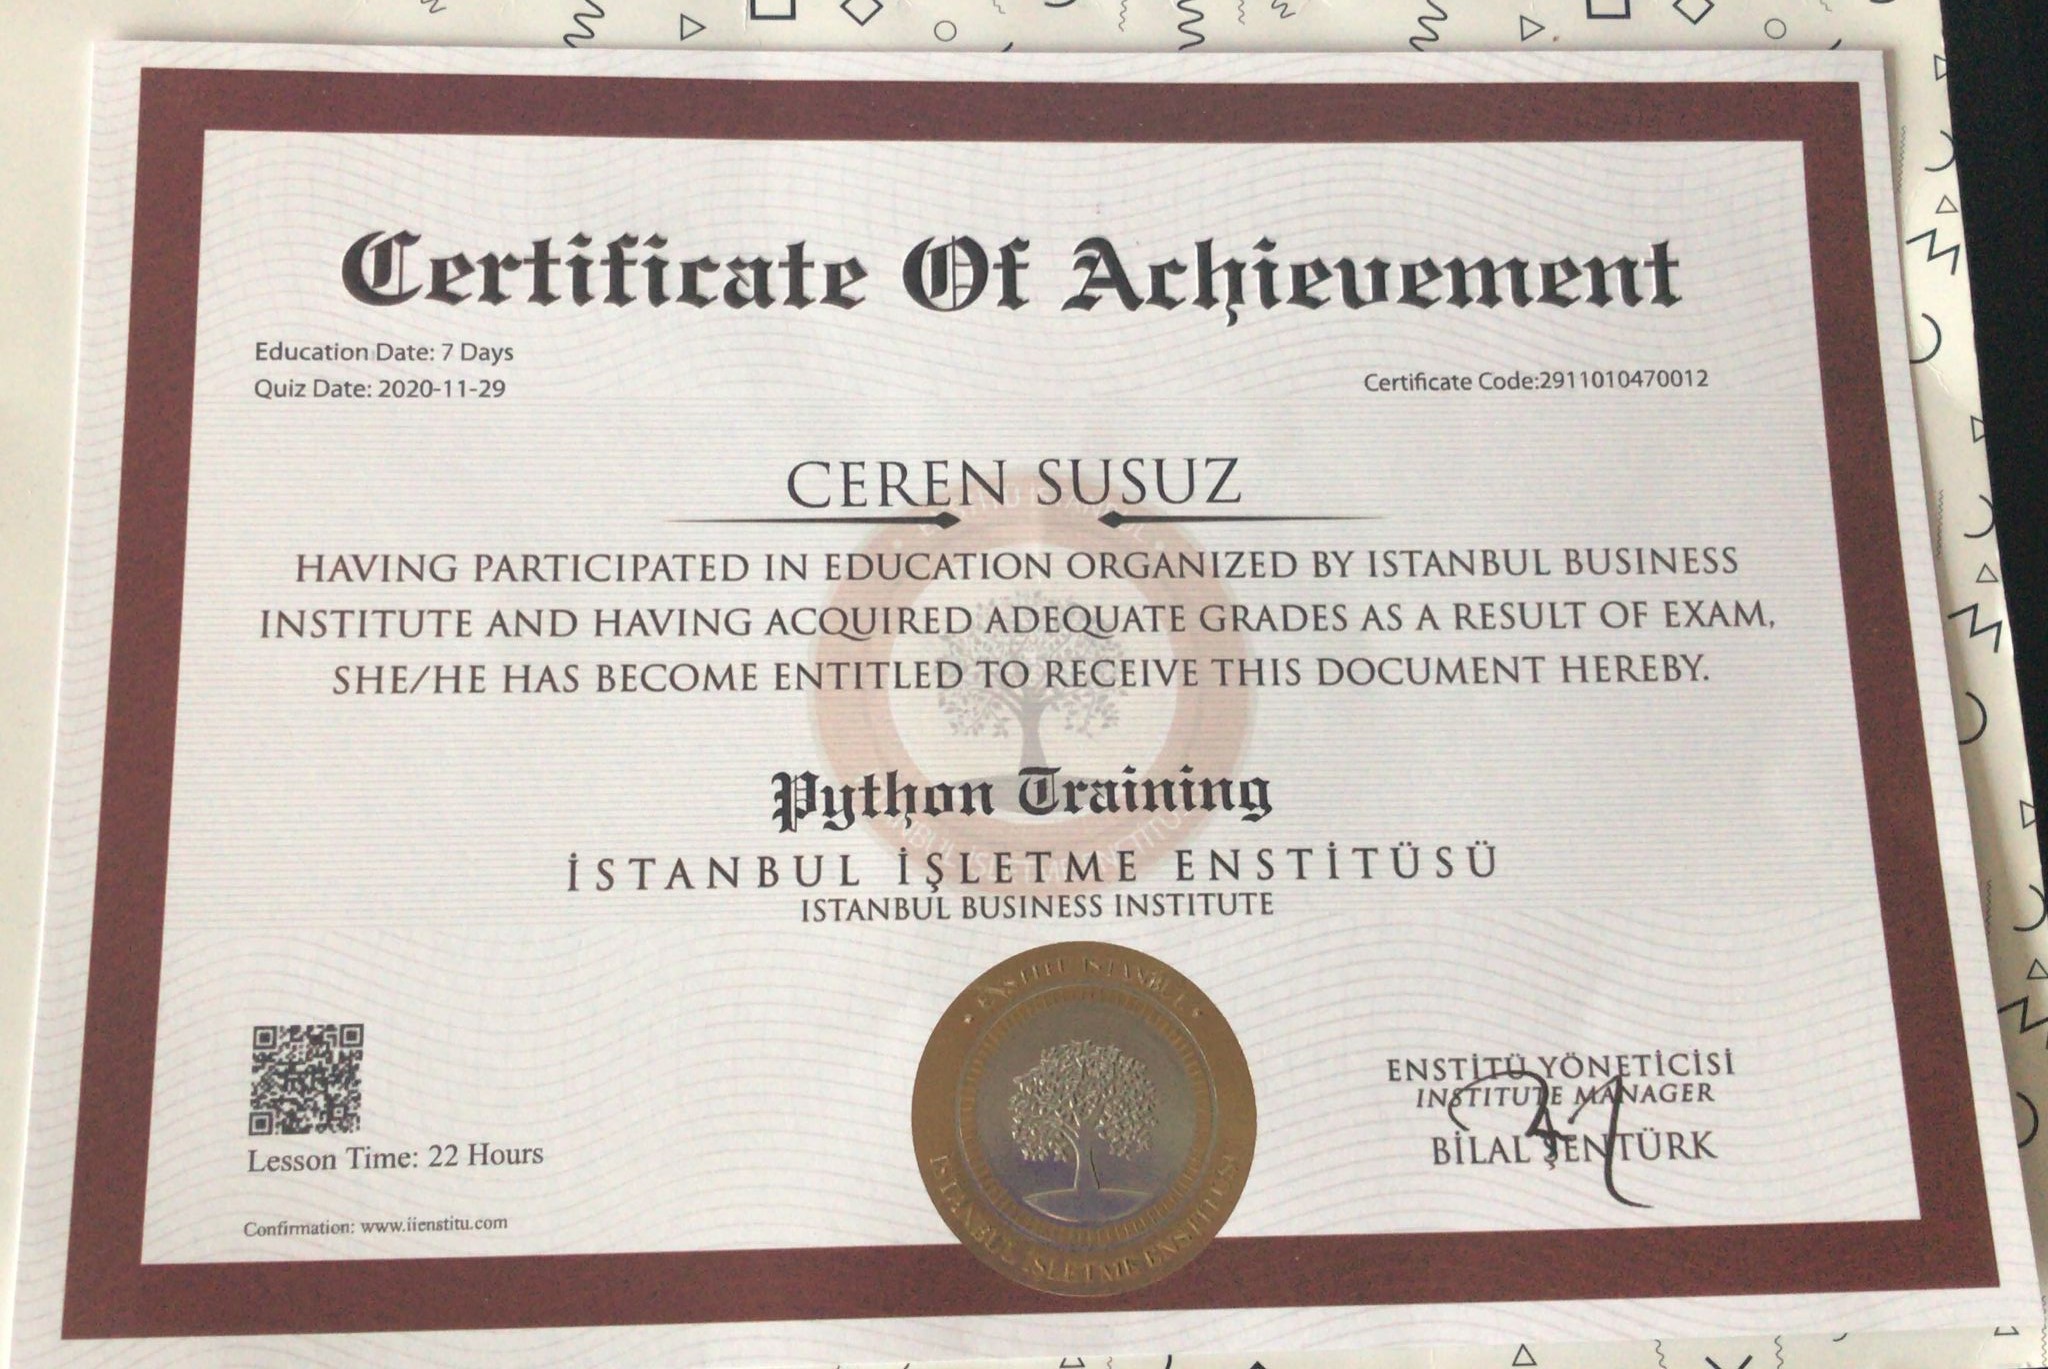 Certificate Of Achievement
Education Date: 7 Days
Quiz Date: 2020-11-29
Certificate Code:2911010470012
CEREN SUSUZ
HAVING PARTICIPATED IN EDUCATION ORGANIZED BY ISTANBUL BUSINESS
INSTITUTE AND HAVING ACQUIRED ADEQUATE GRADES AS A RESULT OF EXAM,
SHE/HE HAS BECOME ENTITLED TO RECEIVE THIS DOCUMENT HEREBY.
Python Training
İSTANBUL İŞLETME ENSTİTÜSÜ
ISTANBUL BUSINESS INSTITUTE
ENSTİTÜ İSTANBUL
İSTANBUL İŞLETME ENSTİTÜSÜ
ENSTİTÜ YÖNETİCİSİ
INSTITUTE MANAGER
BİLAL ŞENTÜRK
Lesson Time: 22 Hours
Confirmation: www.iienstitu.com